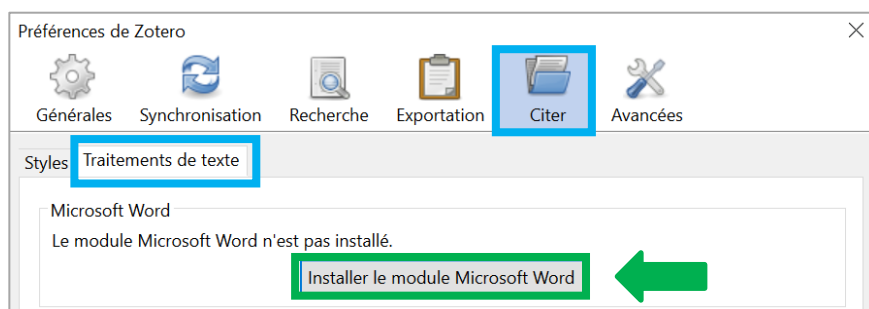 Préférences de Zotero
Générales Synchronisation Recherche Exportation Citer Avancées
Styles Traitements de texte
Microsoft Word
Le module Microsoft Word n'est pas installé.
Installer le module Microsoft Word